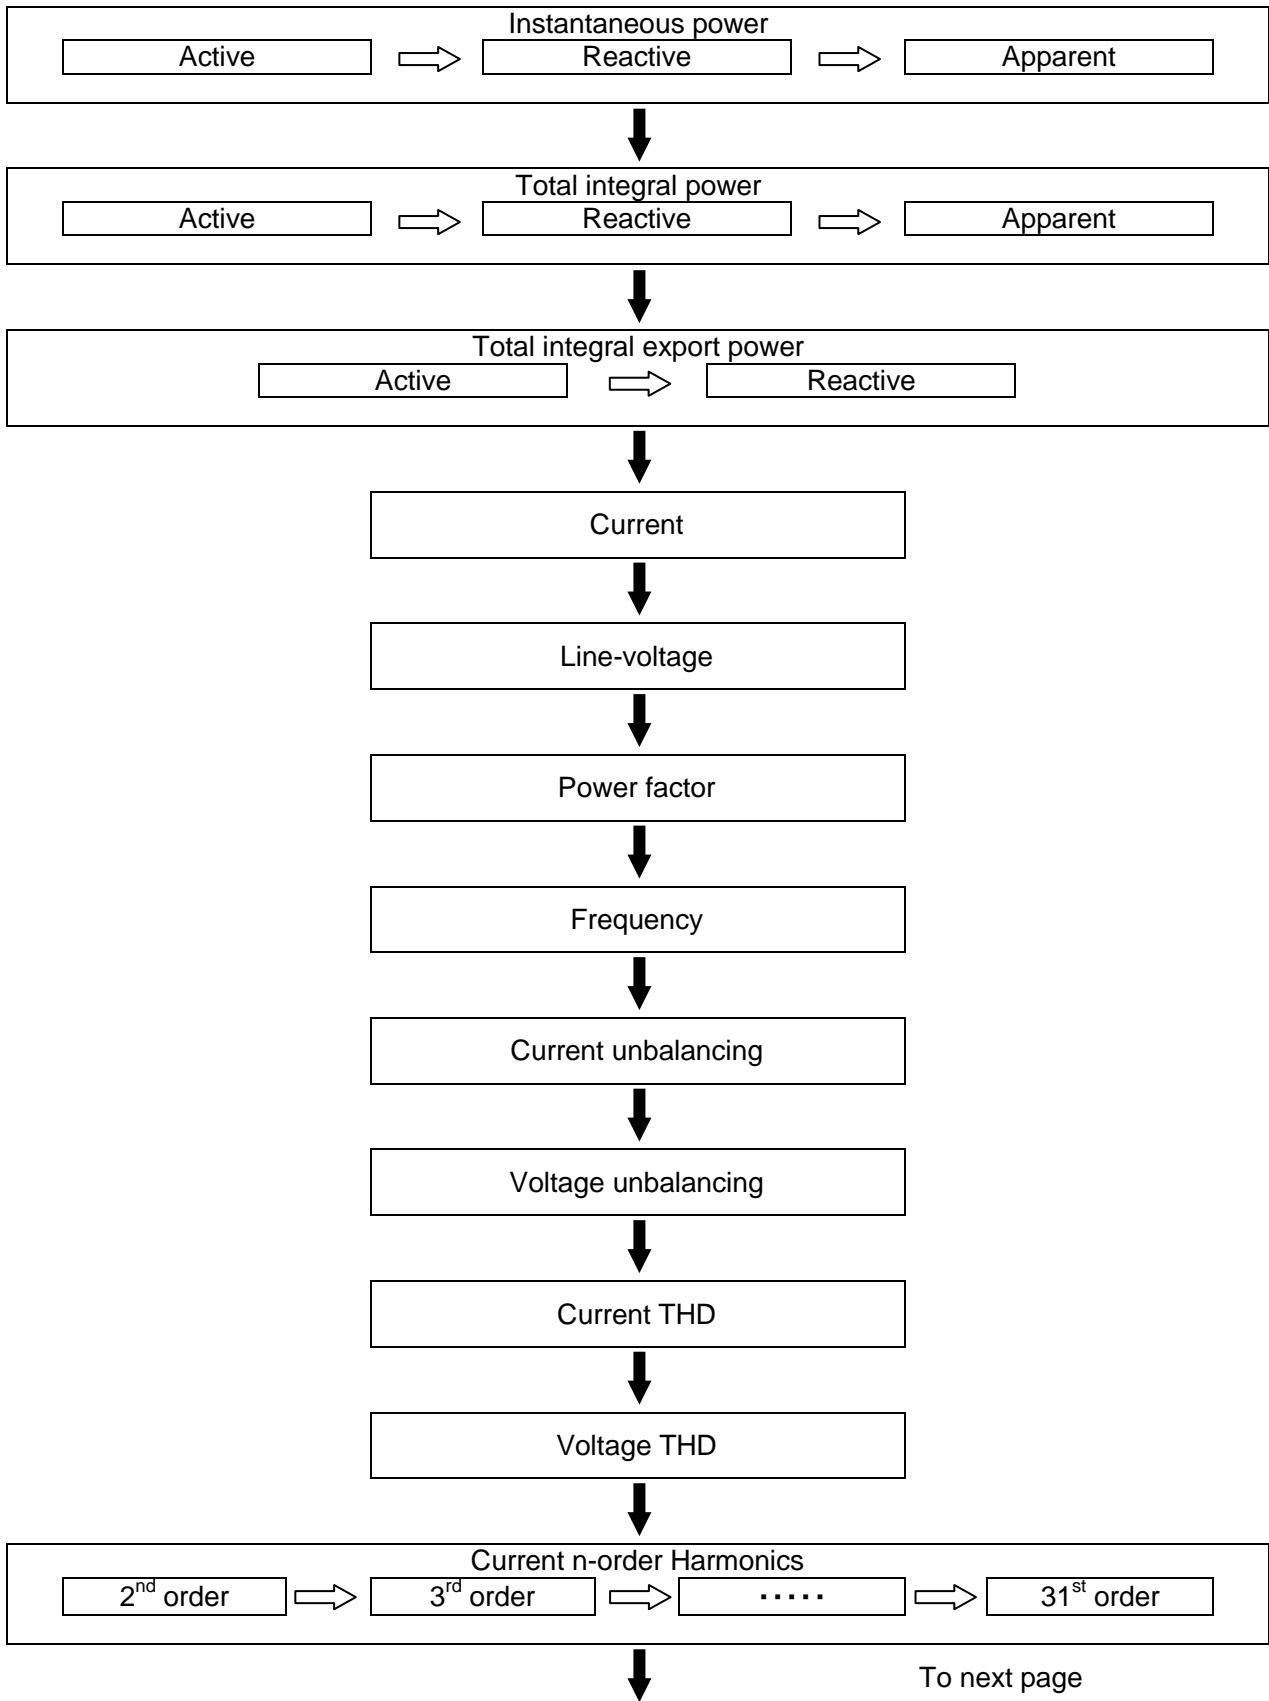 Instantaneous power
Active Reactive Apparent
Total integral power
Active Reactive Apparent
Total integral export power
Active Reactive
Current
Line-voltage
Power factor
Frequency
Current unbalancing
Voltage unbalancing
Current THD
Voltage THD
Current n-order Harmonics
2nd order 3rd order ····· 31st order
To next page